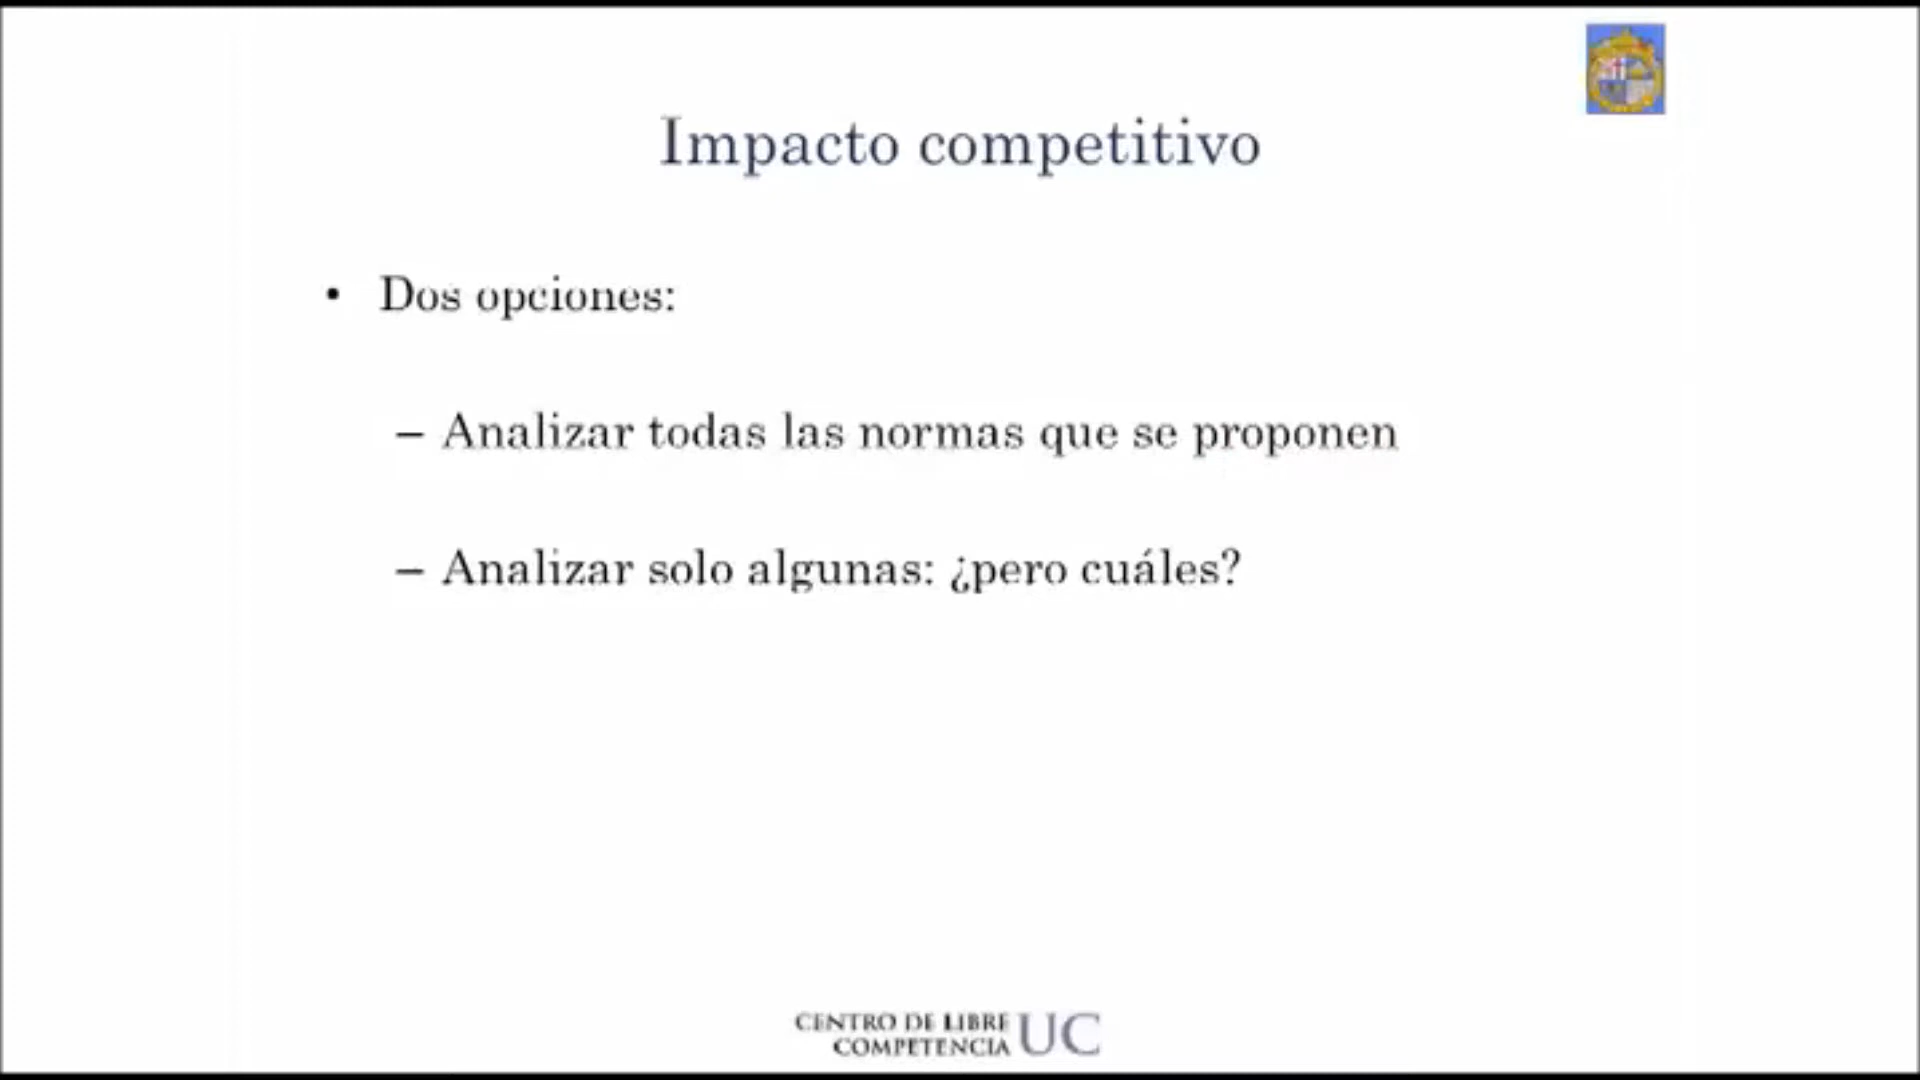 Impacto competitivo
• Dos opciones:
– Analizar todas las normas que se proponen
– Analizar solo algunas: ¿pero cuáles?
CENTRO DE LIBRE
COMPETENCIA UC